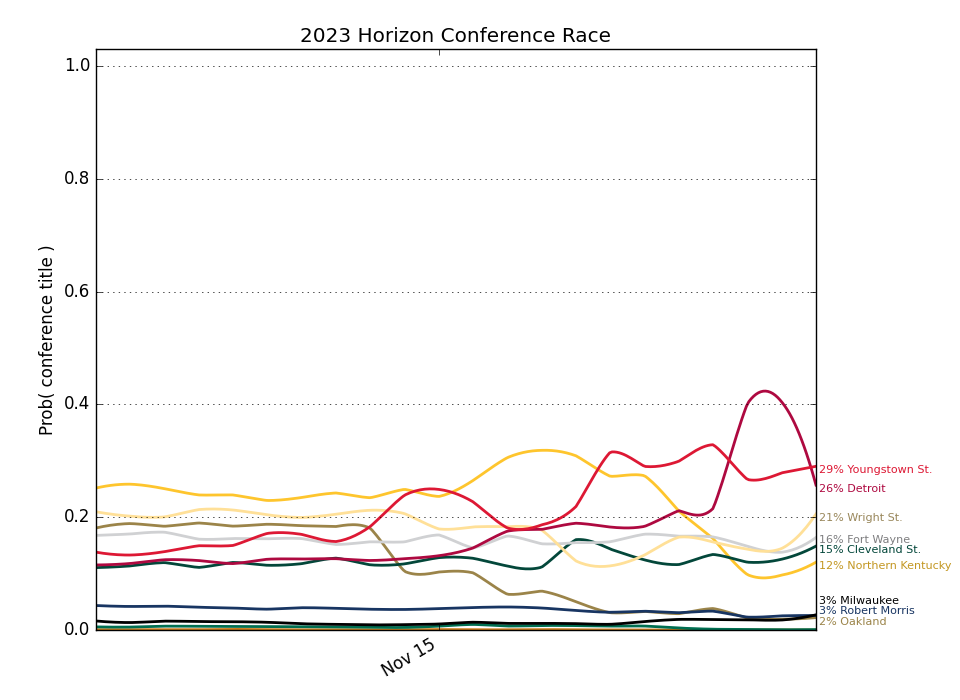 2023 Horizon Conference Race
1.0
0.8
0.6
0.4
0.2
0.0
Prob( conference title )
Nov 15
29% Youngstown St.
26% Detroit
21% Wright St.
16% Fort Wayne
15% Cleveland St.
12% Northern Kentucky
3% Milwaukee
3% Robert Morris
2% Oakland